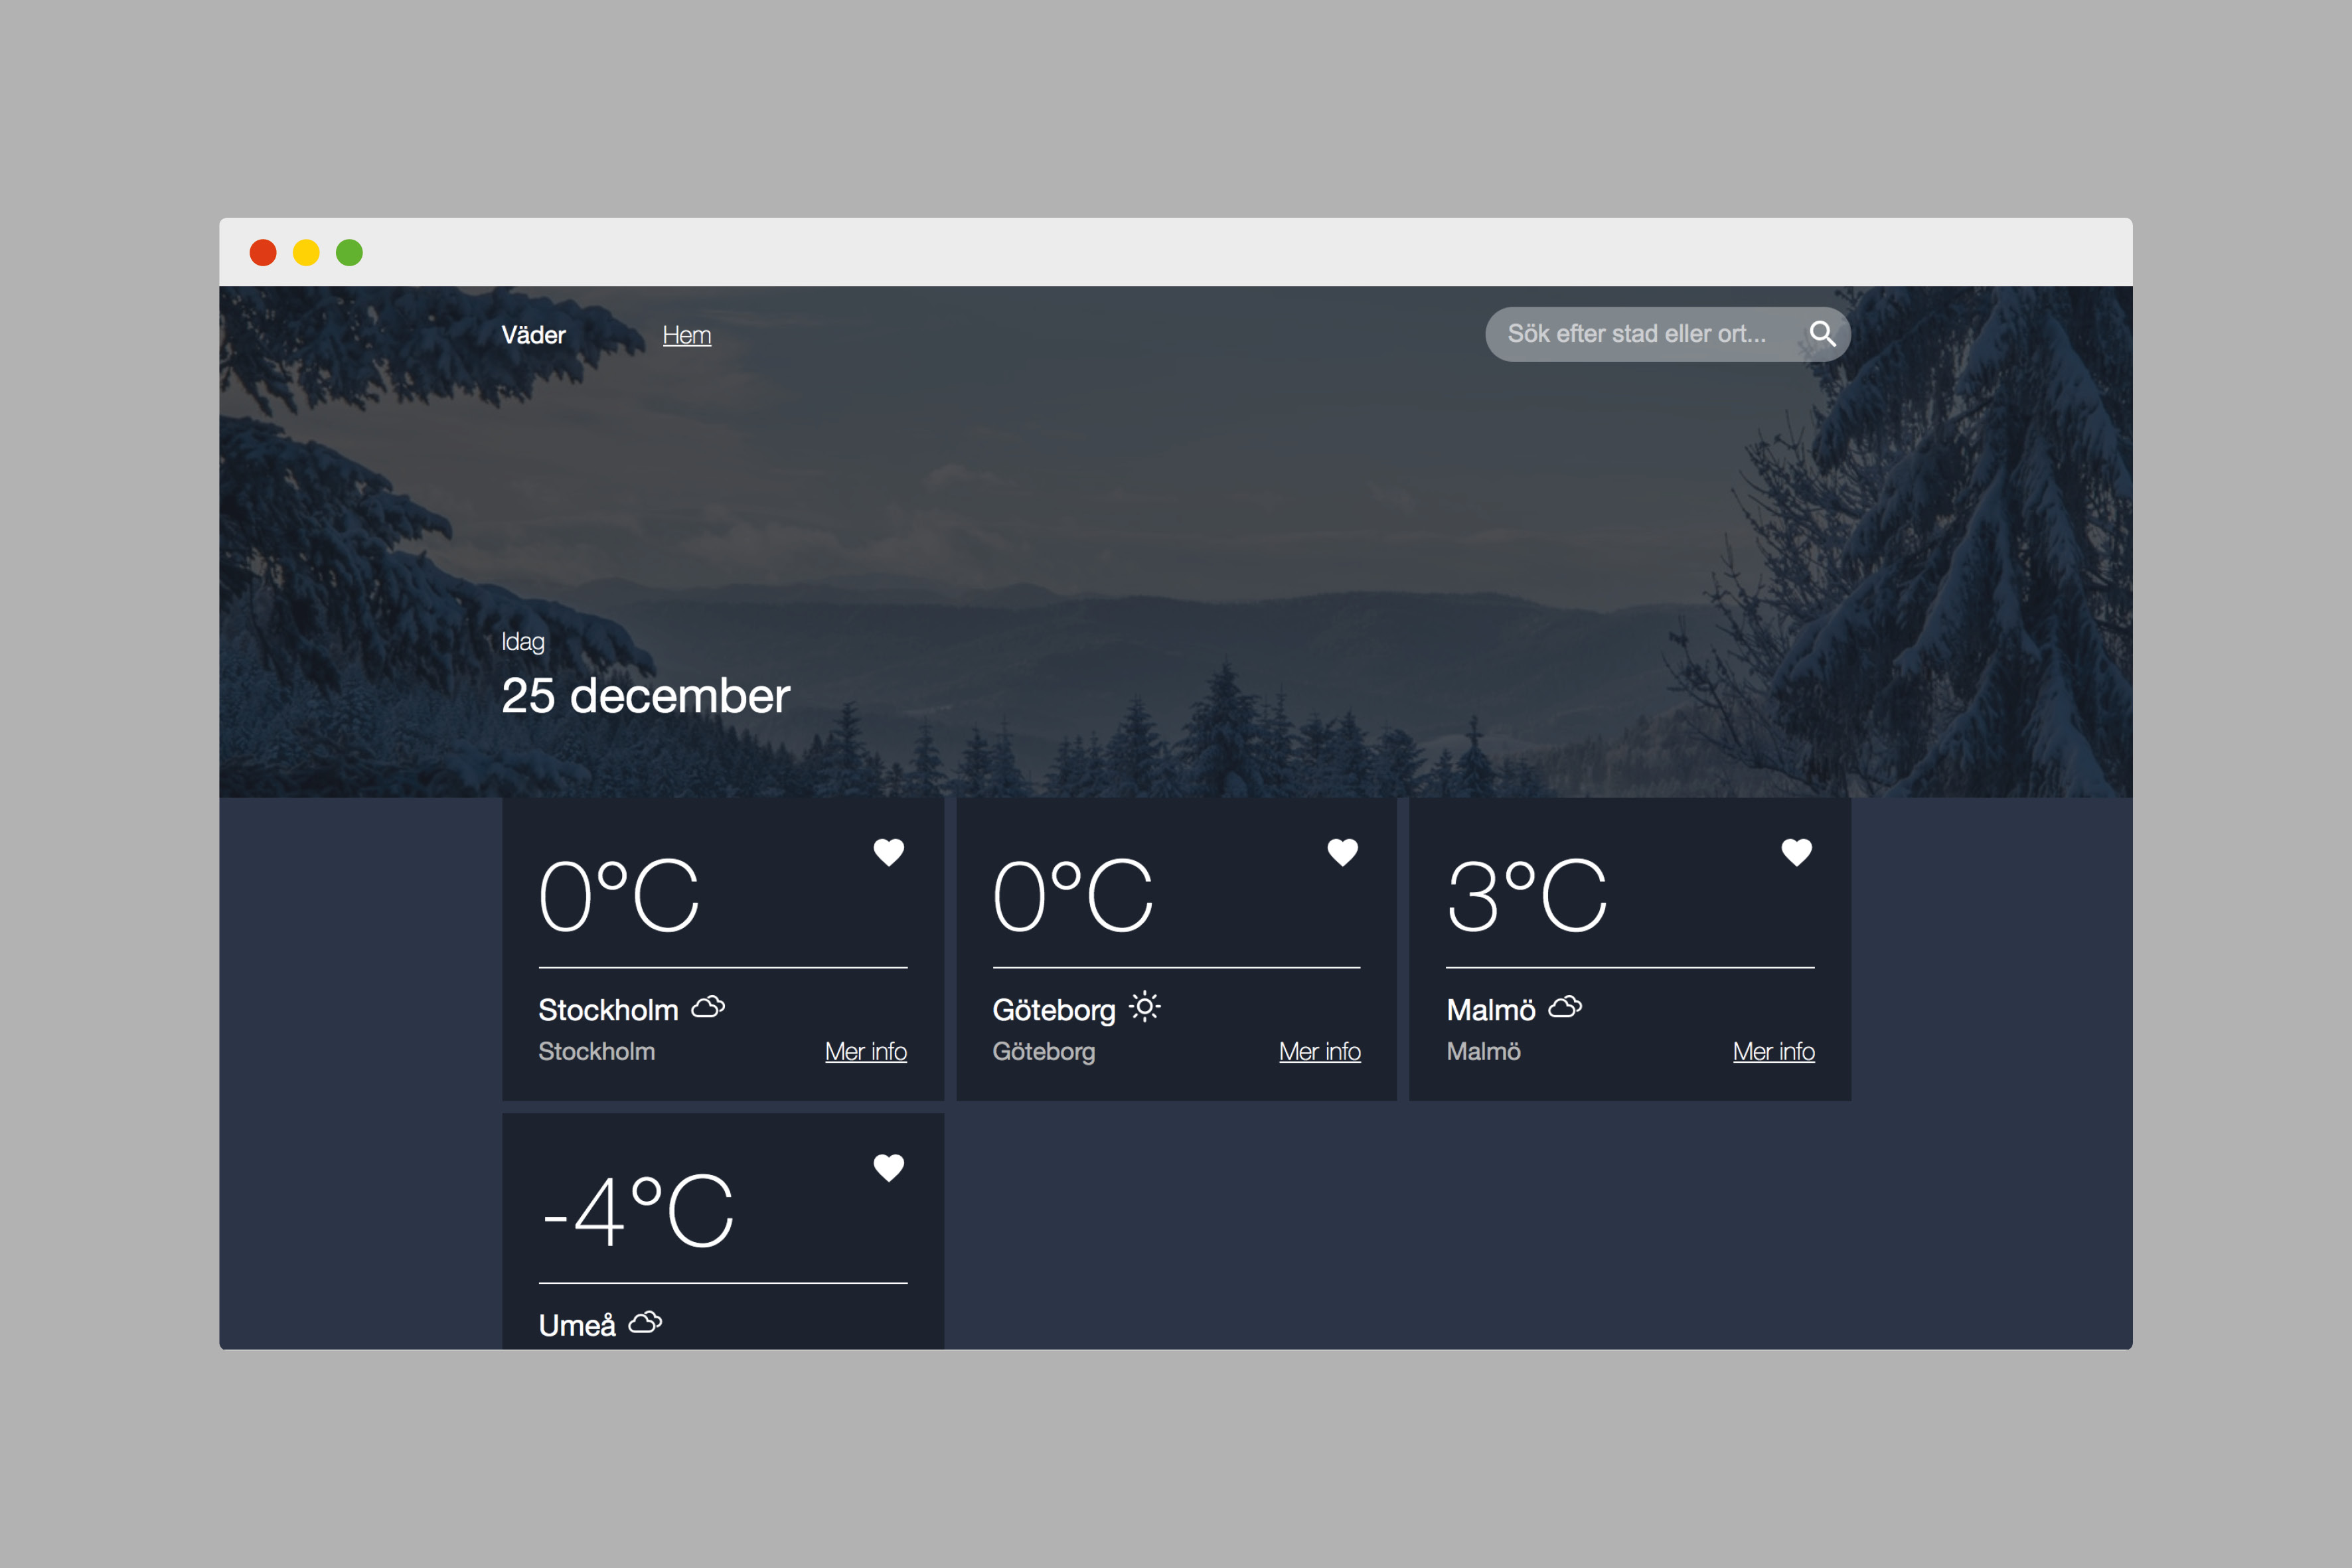 Väder Hem Sök efter stad eller ort...
Idag
25 december
0°C 0°C 3°C
Stockholm Göteborg Malmö
Stockholm Mer info Göteborg Mer info Malmö Mer info
-4°C
Umeå